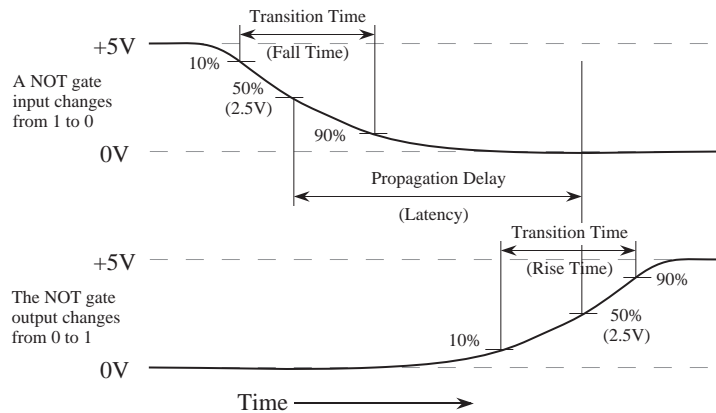 Transition Time
+5V
(Fall Time)
10%
A NOT gate
input changes
from 1 to 0
50%
(2.5V)
90%
0V
Propagation Delay
(Latency)
Transition Time
+5V
(Rise Time)
90%
The NOT gate
output changes
from 0 to 1
10%
50%
(2.5V)
0V
Time